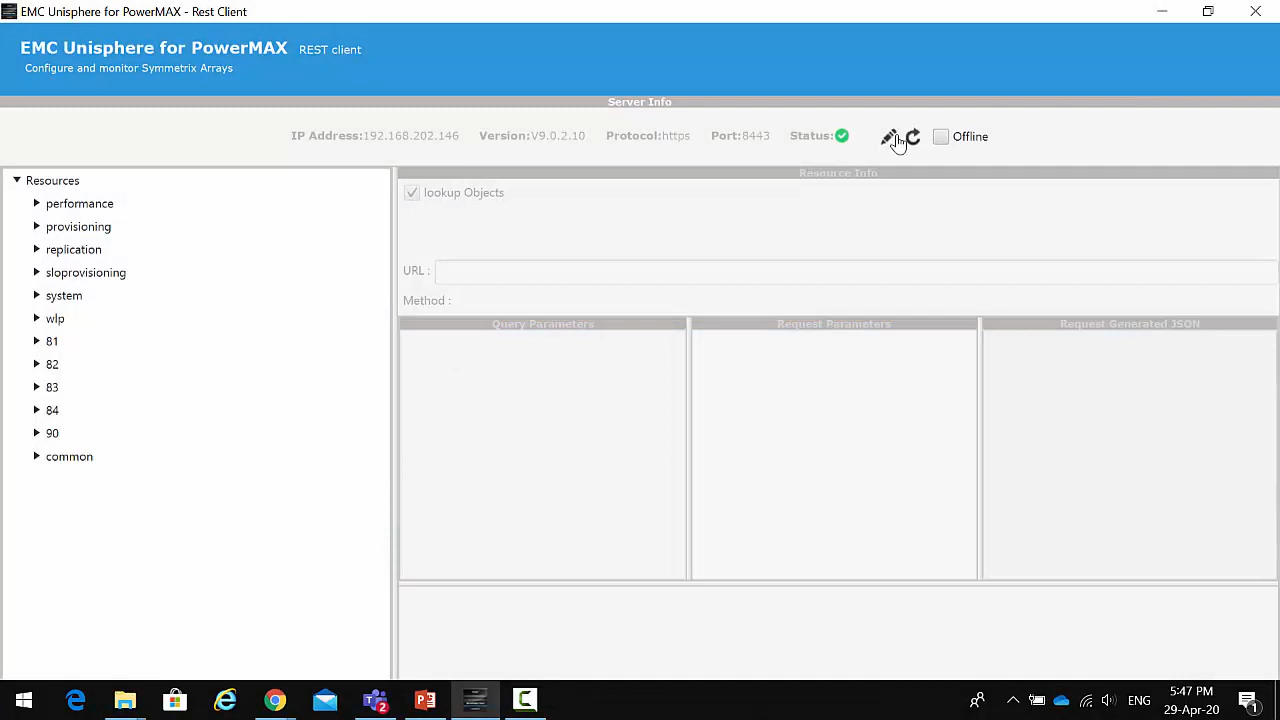 EMC Unisphere for PowerMAX - Rest Client
EMC Unisphere for PowerMAX REST client
Configure and monitor Symmetrix Arrays
Server Info
IP Address:192.168.202.146 Version:V9.0.2.10 Protocol:https Port:8443 Status: Offline
Resources
performance
provisioning
replication
sloprovisioning
system
wlp
81
82
83
84
90
common
Resource Info
lookup Objects
URL :
Method :
Query Parameters
Request Parameters
Request Generated JSON
2
ENG
:47 PM
29-Apr-20
1